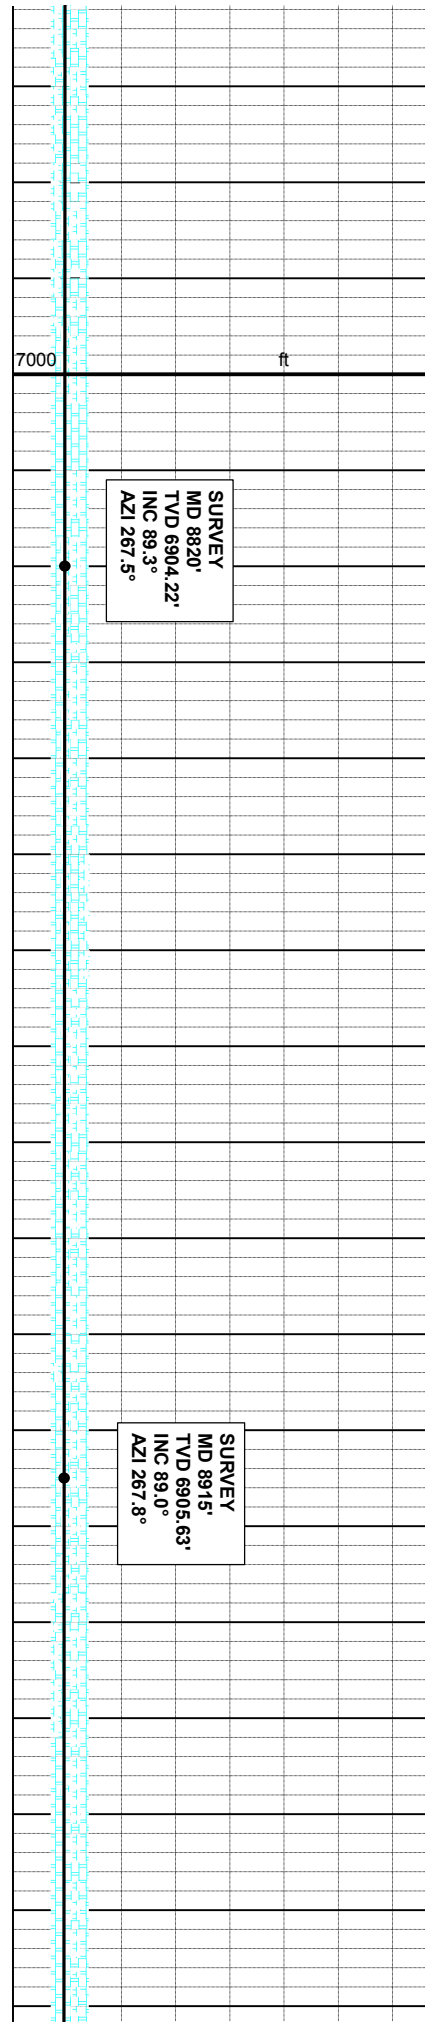 7000 ft
SURVEY
MD 8820'
TVD 6904.22'
INC 89.3°
AZI 267.5°
SURVEY
MD 8915'
TVD 6905.63'
INC 89.0°
AZI 267.8°